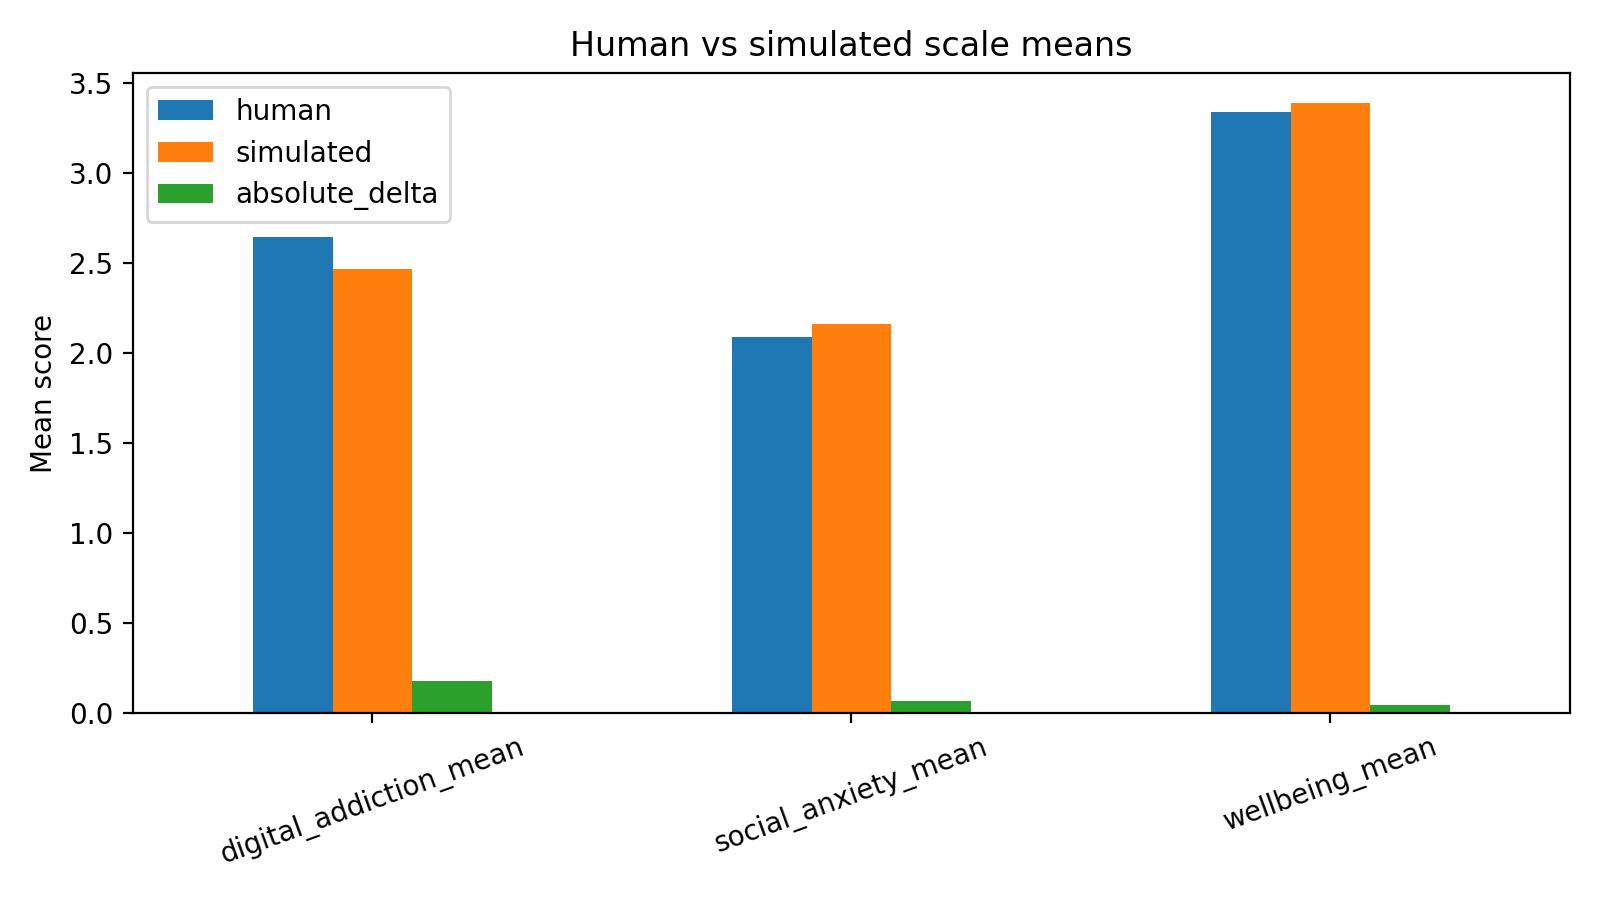 Human vs simulated scale means
human
simulated
absolute_delta
Mean score
3.5
3.0
2.5
2.0
1.5
1.0
0.5
0.0
digital_addiction_mean
social_anxiety_mean
wellbeing_mean